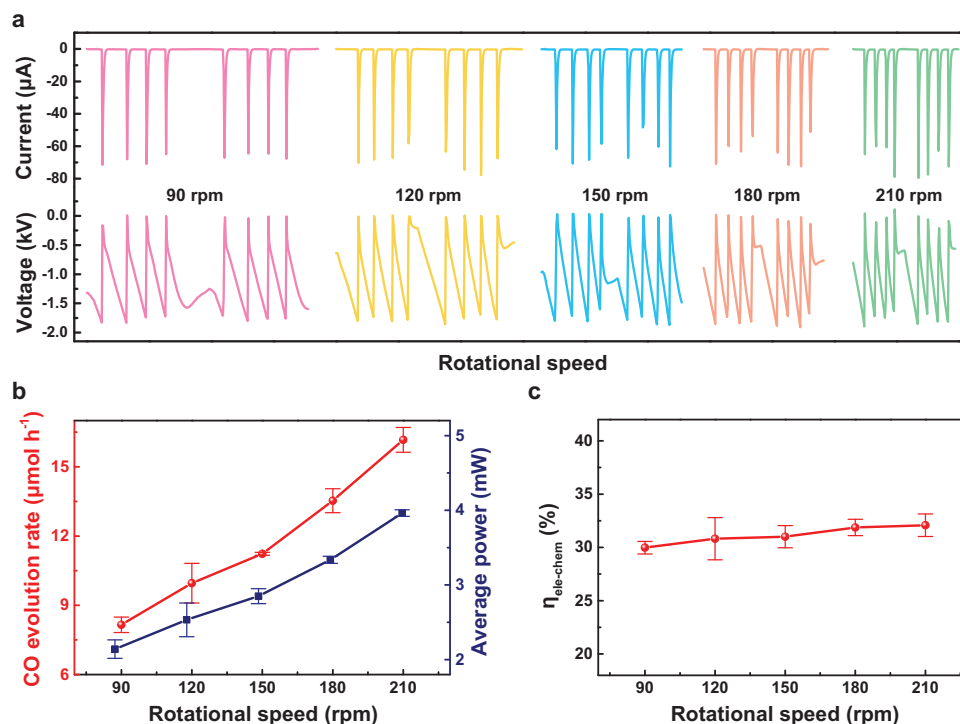 a
Current (µA)
0
-20
-40
-60
-80
90 rpm
120 rpm
150 rpm
180 rpm
210 rpm
Voltage (kV)
0.0
-0.5
-1.0
-1.5
-2.0
Rotational speed
b
CO evolution rate (µmol h⁻¹)
15
12
9
6
Average power (mW)
5
4
3
2
90 120 150 180 210
Rotational speed (rpm)
c
ηele-chem (%)
40
35
30
25
20
90 120 150 180 210
Rotational speed (rpm)